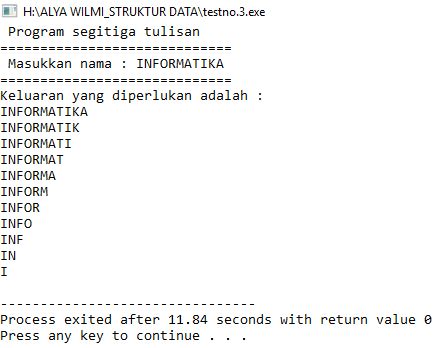 H:\ALYA WILMI_STRUKTUR DATA\testno.3.exe
Program segitiga tulisan
=============================
Masukkan nama : INFORMATIKA
=============================
Keluaran yang diperlukan adalah :
INFORMATIKA
INFORMATIK
INFORMATI
INFORMAT
INFORMA
INFORM
INFOR
INFO
INF
IN
I
--------------------------------
Process exited after 11.84 seconds with return value 0
Press any key to continue . . .